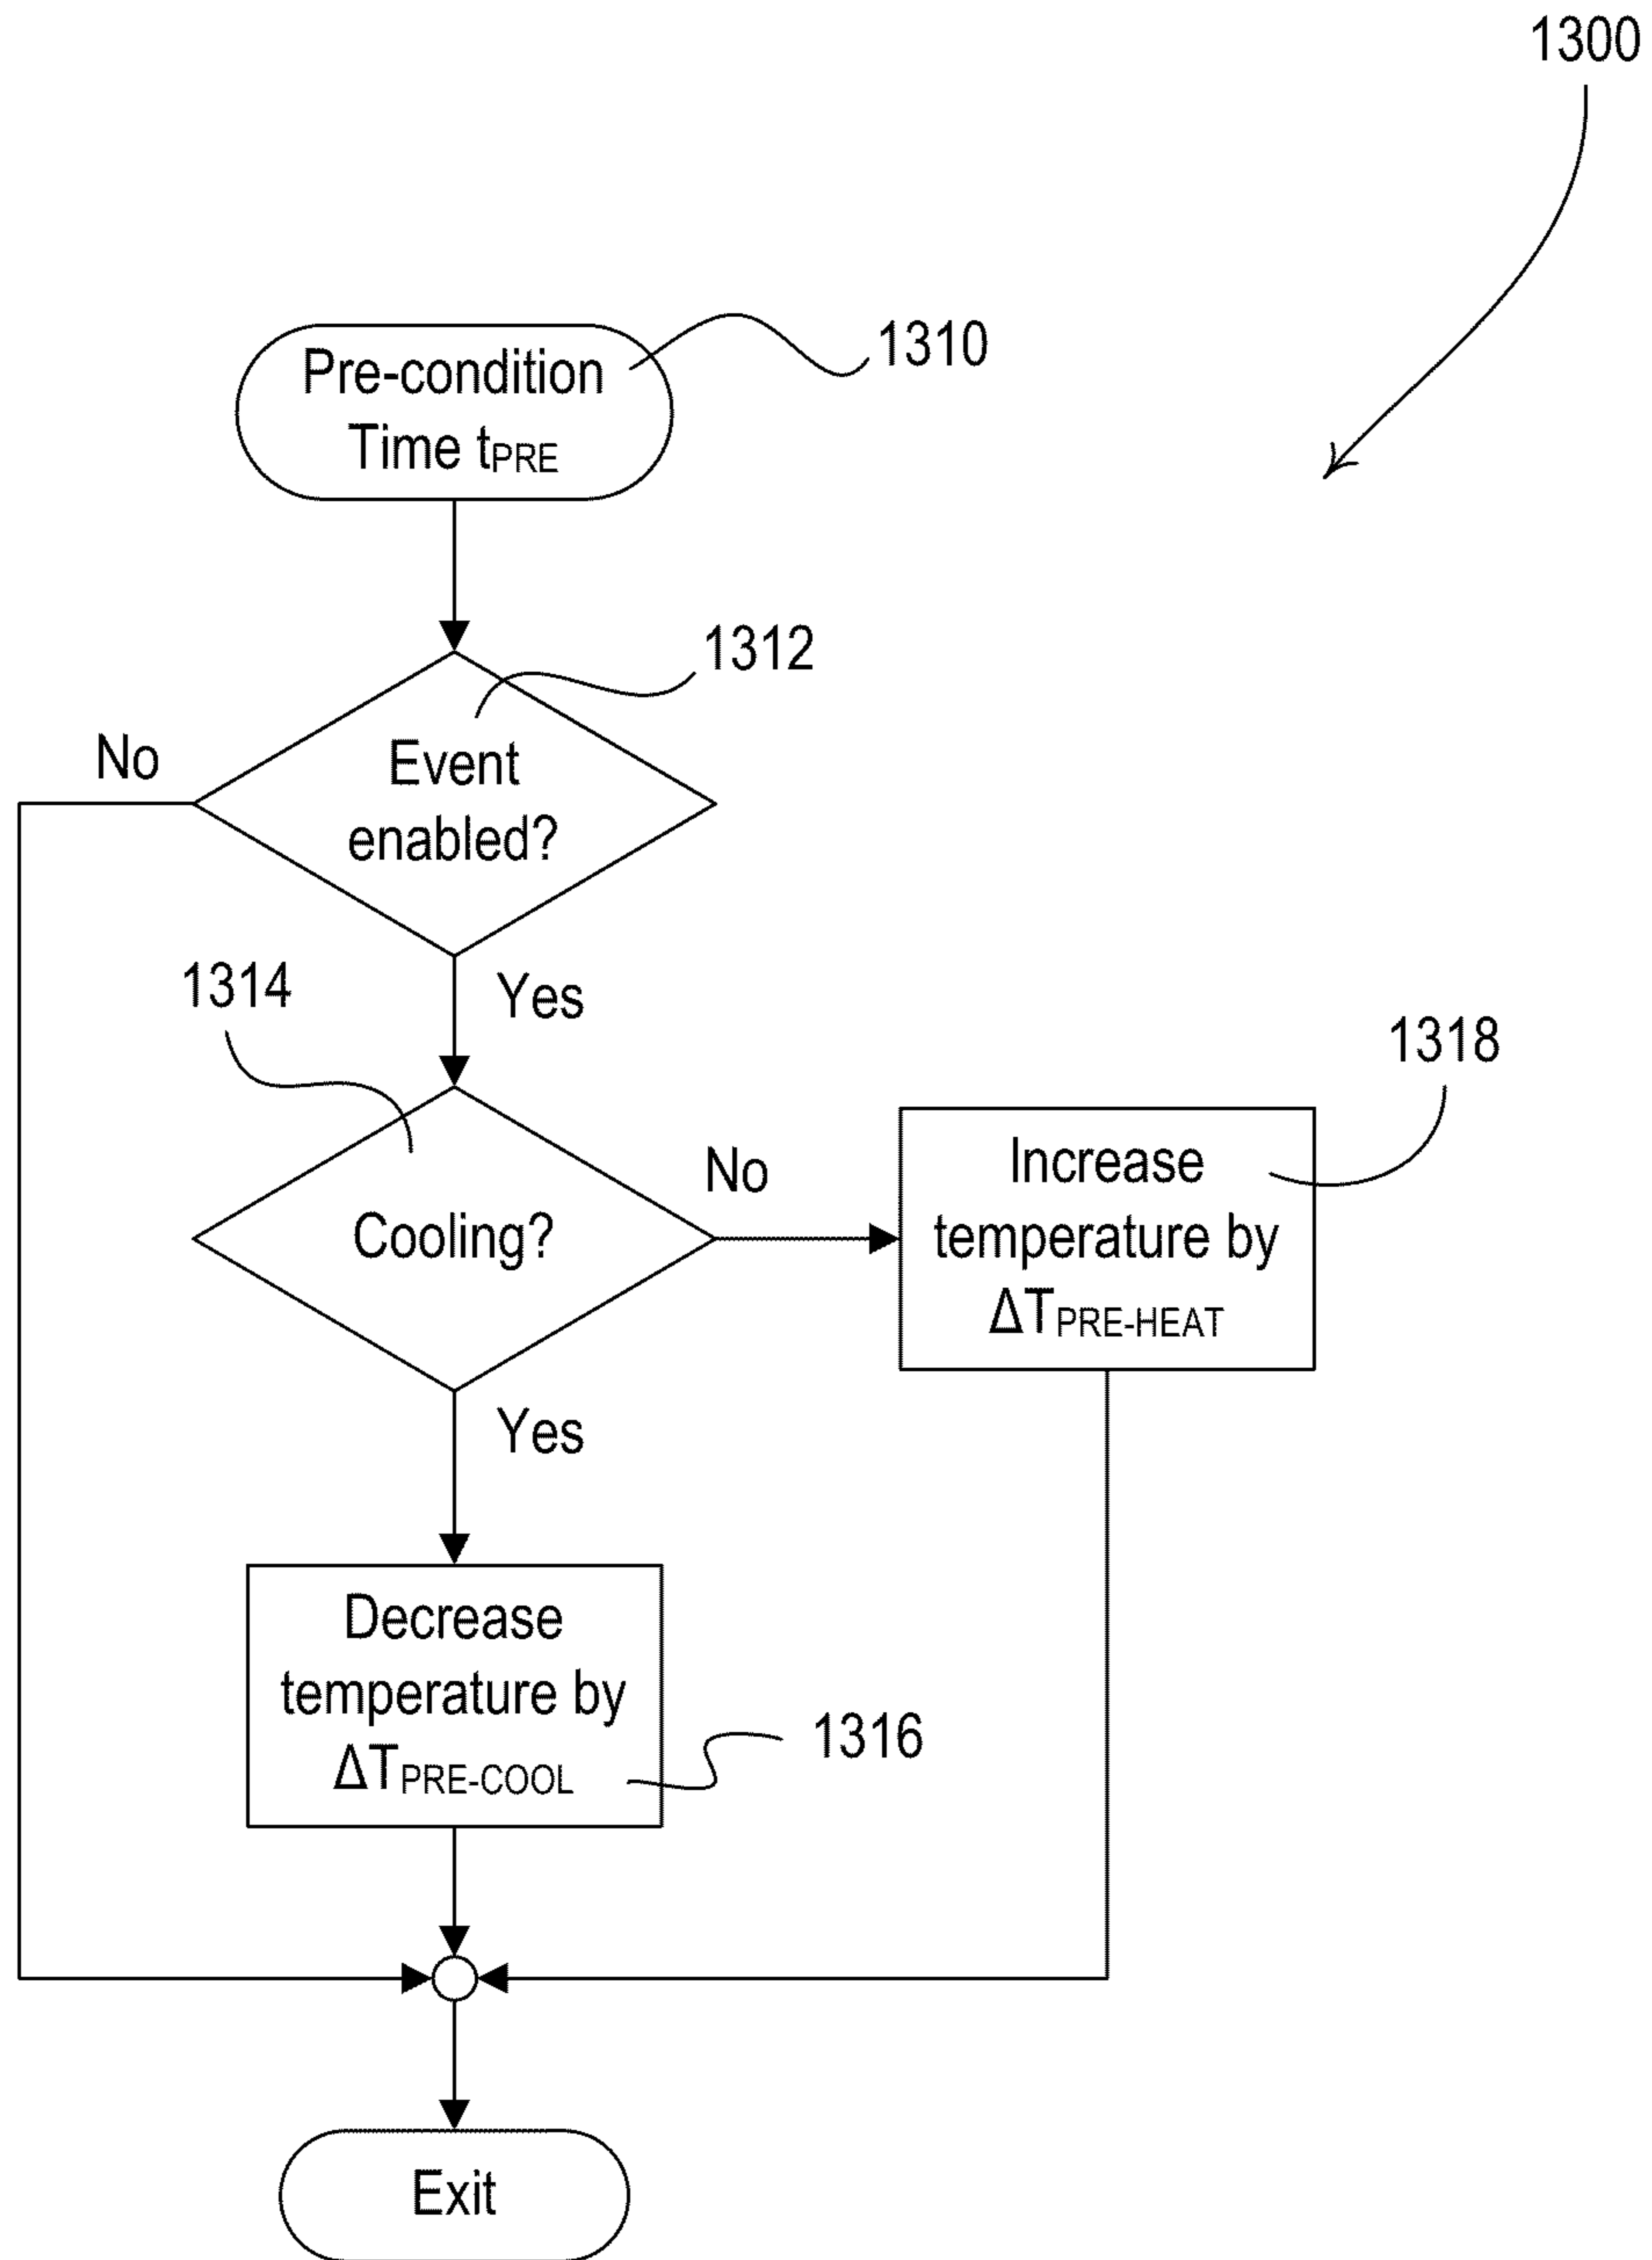 1300
Pre-condition
Time tPRE
1310
1312
No
Event
enabled?
1314
Yes
1318
No
Increase
temperature by
ΔTPRE-HEAT
Cooling?
Yes
Decrease
temperature by
ΔTPRE-COOL
1316
Exit